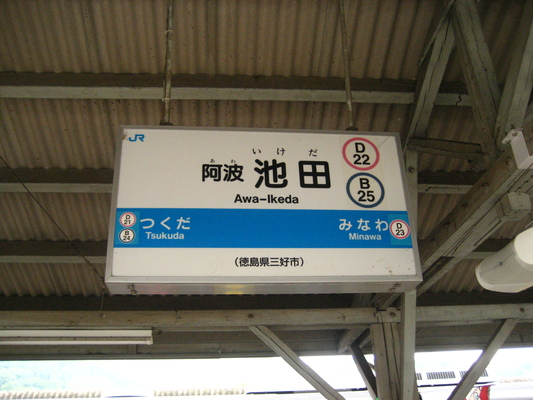 JR
あわ いけだ
阿波池田
Awa-Ikeda
D 22
B 25
D 21
B 24
つくだ
Tsukuda
みなわ
Minawa
D 23
(徳島県三好市)